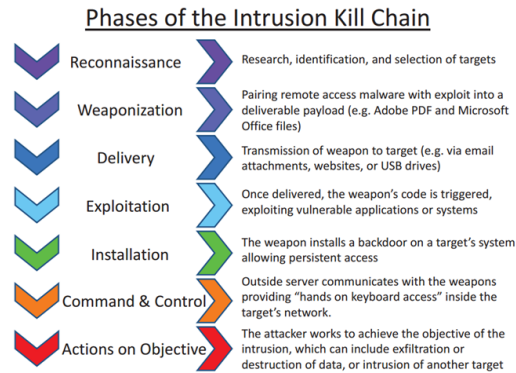 Phases of the Intrusion Kill Chain
Reconnaissance
Research, identification, and selection of targets
Weaponization
Pairing remote access malware with exploit into a
deliverable payload (e.g. Adobe PDF and Microsoft
Office files)
Delivery
Transmission of weapon to target (e.g. via email
attachments, websites, or USB drives)
Exploitation
Once delivered, the weapon's code is triggered,
exploiting vulnerable applications or systems
Installation
The weapon installs a backdoor on a target's system
allowing persistent access
Command & Control
Outside server communicates with the weapons
providing "hands on keyboard access" inside the
target's network.
Actions on Objective
The attacker works to achieve the objective of the
intrusion, which can include exfiltration or
destruction of data, or intrusion of another target